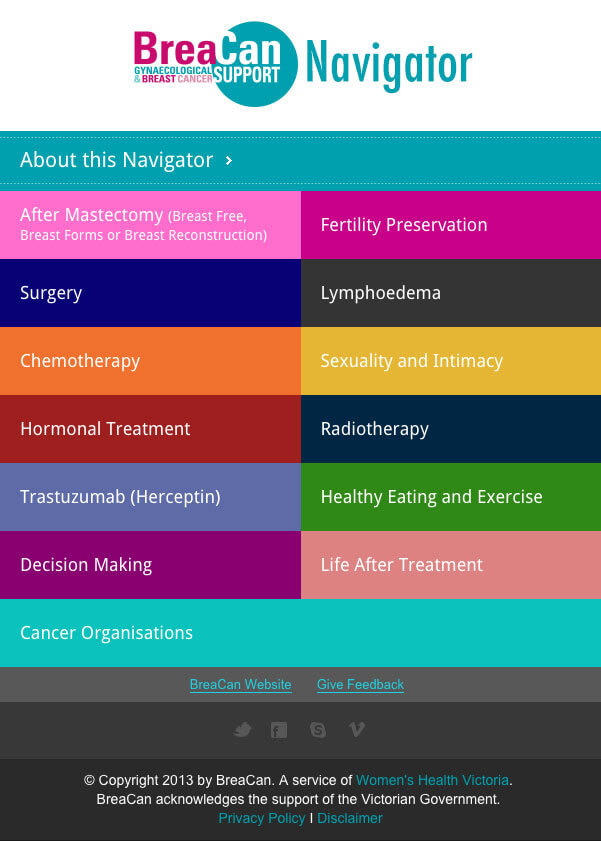 BreaCan
GYNAECOLOGICAL
& BREAST CANCER
SUPPORT
Navigator
About this Navigator
After Mastectomy (Breast Free,
Breast Forms or Breast Reconstruction)
Fertility Preservation
Surgery
Lymphoedema
Chemotherapy
Sexuality and Intimacy
Hormonal Treatment
Radiotherapy
Trastuzumab (Herceptin)
Healthy Eating and Exercise
Decision Making
Life After Treatment
Cancer Organisations
BreaCan Website Give Feedback
© Copyright 2013 by BreaCan. A service of Women's Health Victoria.
BreaCan acknowledges the support of the Victorian Government.
Privacy Policy I Disclaimer